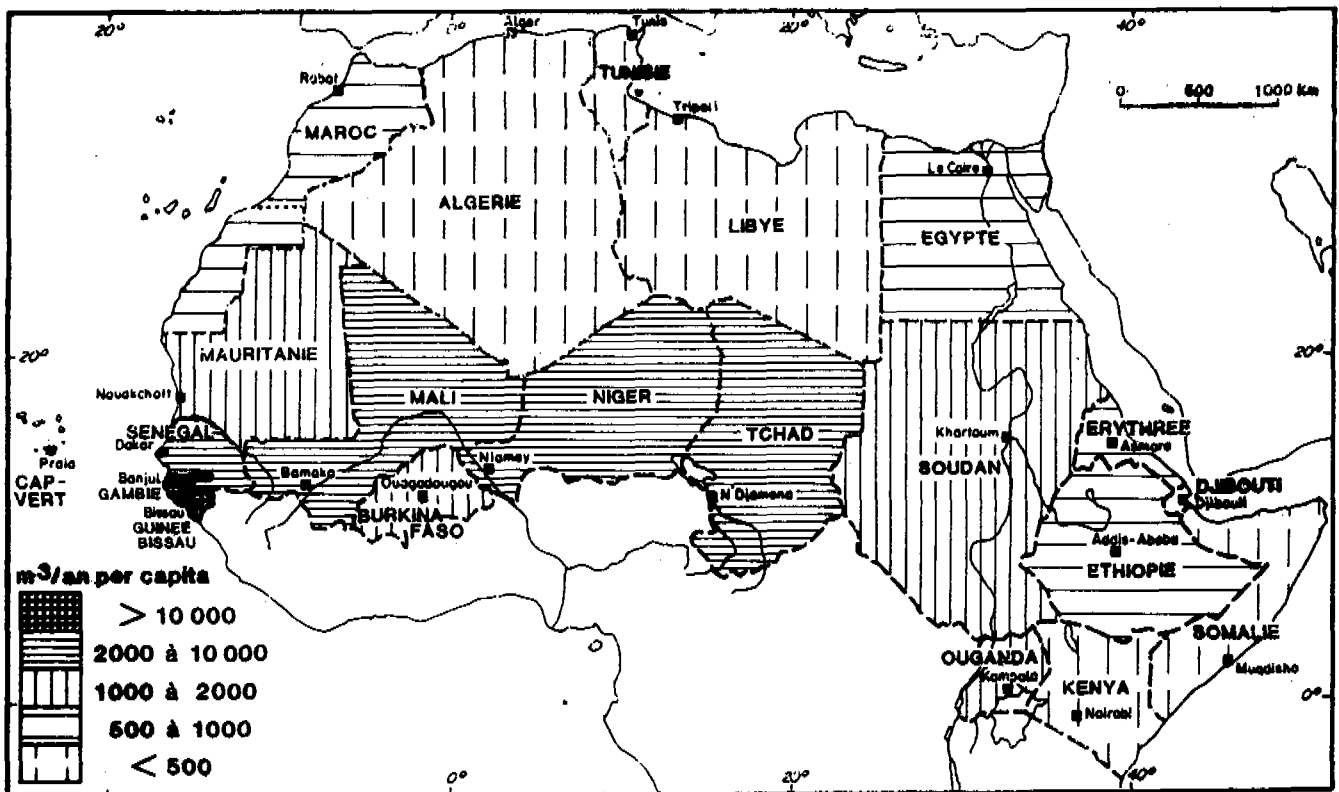 20°
0°
Alger
Tunis
20°
40°
Rabat
TUNISIE
Tripoli
0 500 1000 Km
MAROC
Le Caire
ALGERIE
LIBYE
EGYPTE
20°
MAURITANIE
20°
Nouakchott
MALI
NIGER
SENEGAL
Dakar
TCHAD
Khartoum
ERYTHREE
Asmara
Praia
CAP-
VERT
Banjul
GAMBIE
Bamako
Niamey
Ouagadougou
SOUDAN
N'Djamena
DJIBOUTI
Djibouti
Bissau
GUINEE
BISSAU
BURKINA
FASO
Addis-Ababa
ETHIOPIE
m3/an per capita
> 10 000
2000 à 10 000
1000 à 2000
500 à 1000
< 500
SOMALIE
OUGANDA
Kampala
KENYA
Nairobi
Muqdisho
0°
0°
20°
40°